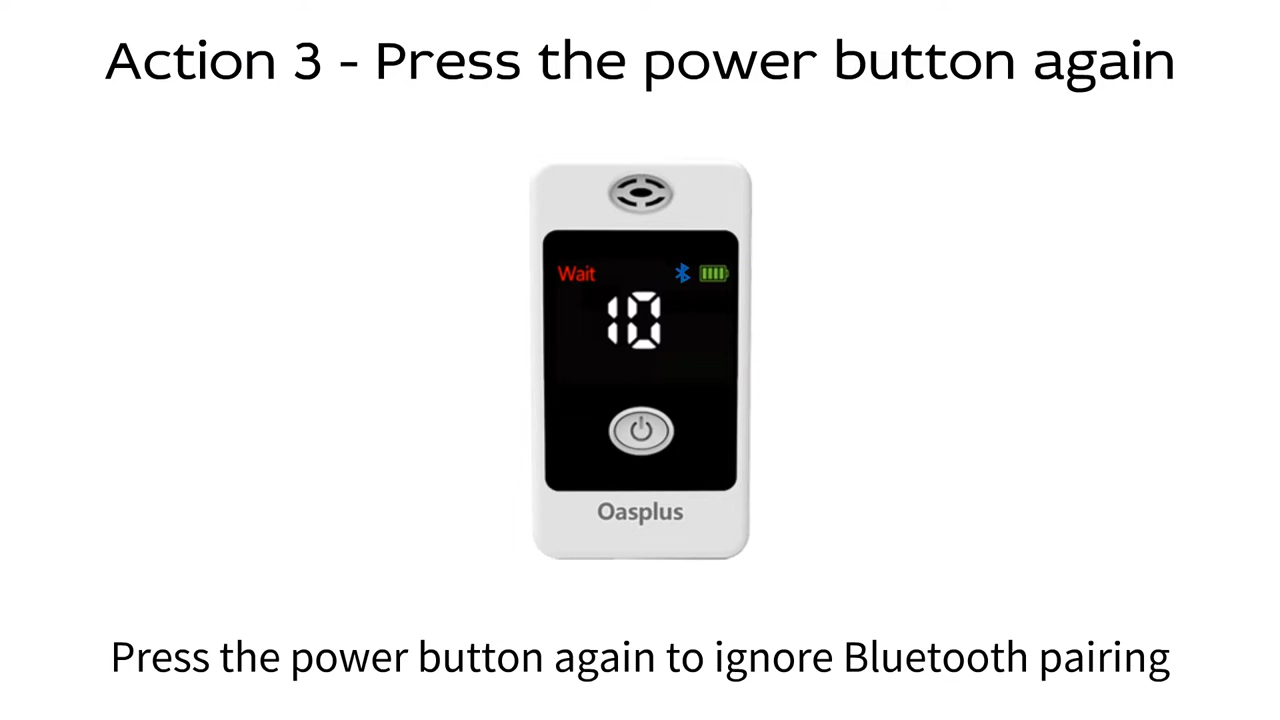 Action 3 - Press the power button again
Wait
10
Oasplus
Press the power button again to ignore Bluetooth pairing